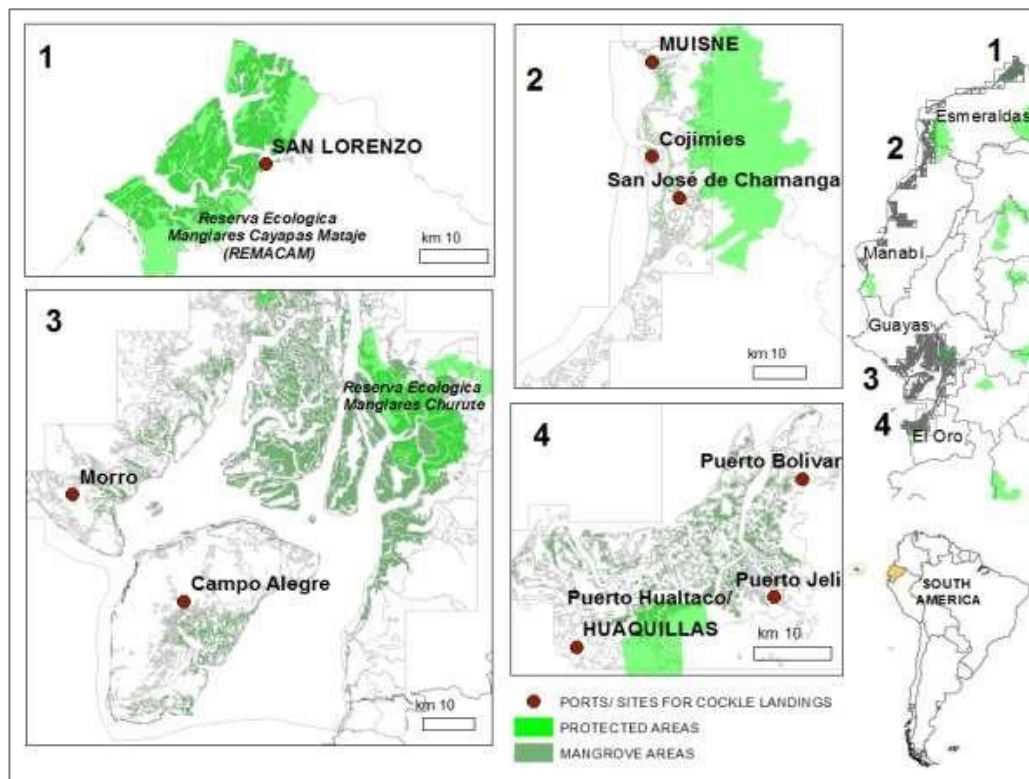 1
SAN LORENZO
Reserva Ecologica
Manglares Cayapas Mataje
(REMACAM)
km 10
2
MUISNE
Cojimies
San José de Chamanga
km 10
3
Reserva Ecologica
Manglares Churute
Morro
Campo Alegre
km 10
4
Puerto Bolivar
Puerto Jeli
Puerto Hualtaco/
HUAQUILLAS
km 10
1
Esmeraldas
2
Manabí
Guayas
3
4
El Oro
SOUTH
AMERICA
PORTS/ SITES FOR COCKLE LANDINGS
PROTECTED AREAS
MANGROVE AREAS